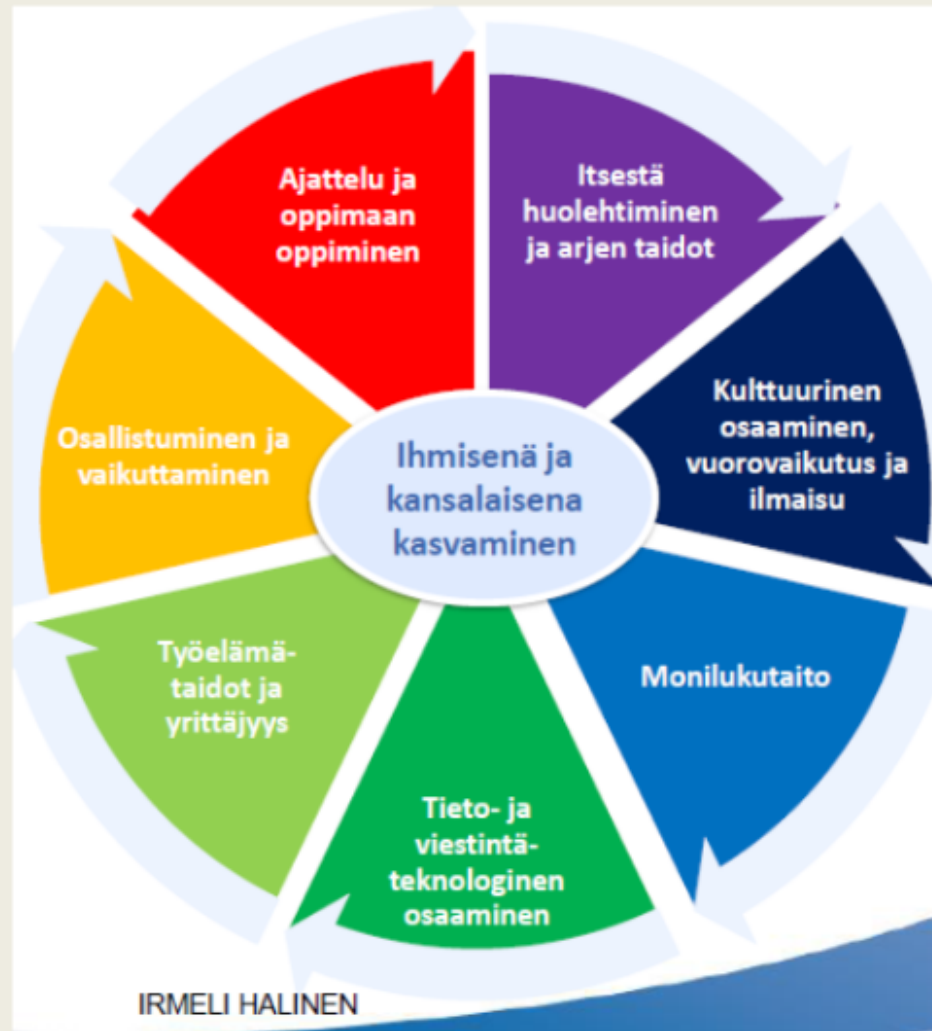 Ajattelu ja
oppimaan
oppiminen
Itsestä
huolehtiminen
ja arjen taidot
Kulttuurinen
osaaminen,
vuorovaikutus ja
ilmaisu
Monilukutaito
Tieto- ja
viestintä-
teknologinen
osaaminen
Työelämä-
taidot ja
yrittäjyys
Osallistuminen ja
vaikuttaminen
Ihmisenä ja
kansalaisena
kasvaminen
IRMELI HALINEN